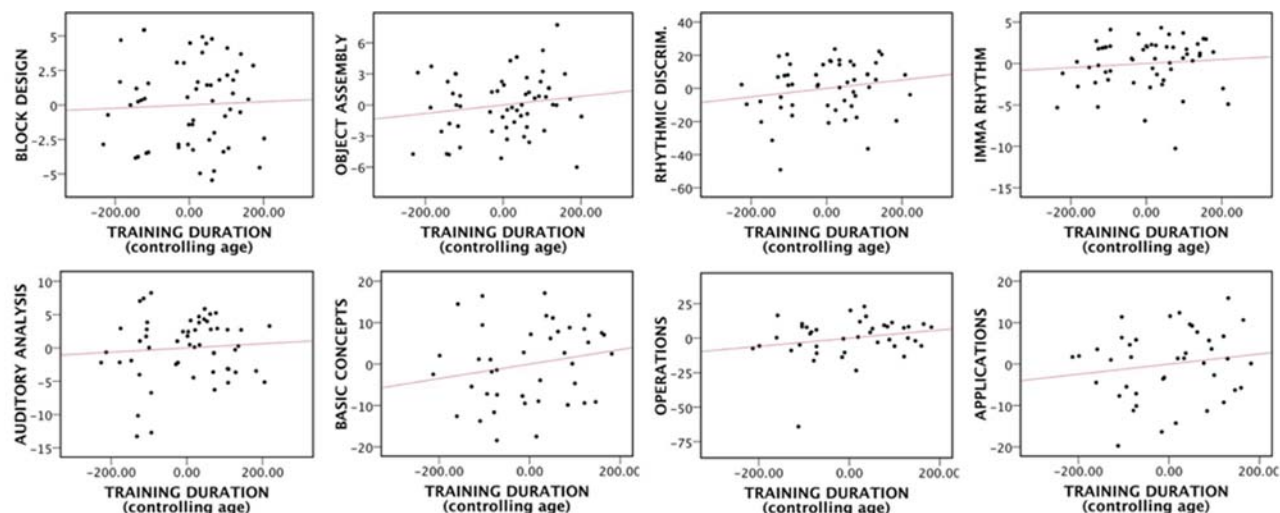 BLOCK DESIGN
5
2.5
0
-2.5
-5
-200.00 0.00 200.00
TRAINING DURATION
(controlling age)
OBJECT ASSEMBLY
6
3
0
-3
-6
-200.00 0.00 200.00
TRAINING DURATION
(controlling age)
RHYTHMIC DISCRIM.
40
20
0
-20
-40
-60
-200.00 0.00 200.00
TRAINING DURATION
(controlling age)
IMMA RHYTHM
5
0
-5
-10
-15
-200.00 0.00 200.00
TRAINING DURATION
(controlling age)
AUDITORY ANALYSIS
10
5
0
-5
-10
-15
-200.00 0.00 200.00
TRAINING DURATION
(controlling age)
BASIC CONCEPTS
20
10
0
-10
-20
-200.00 0.00 200.00
TRAINING DURATION
(controlling age)
OPERATIONS
25
0
-25
-50
-75
-200.00 0.00 200.00
TRAINING DURATION
(controlling age)
APPLICATIONS
20
10
0
-10
-20
-200.00 0.00 200.00
TRAINING DURATION
(controlling age)